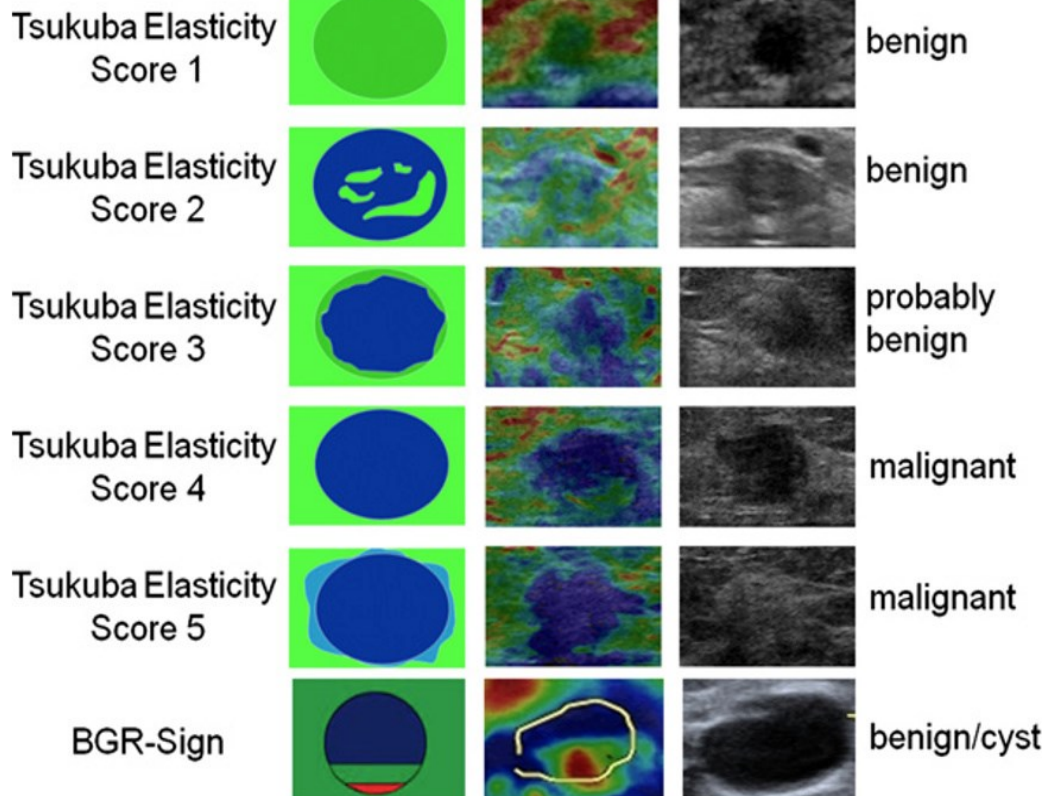 Tsukuba Elasticity
Score 1
benign
Tsukuba Elasticity
Score 2
benign
Tsukuba Elasticity
Score 3
probably
benign
Tsukuba Elasticity
Score 4
malignant
Tsukuba Elasticity
Score 5
malignant
BGR-Sign
benign/cyst